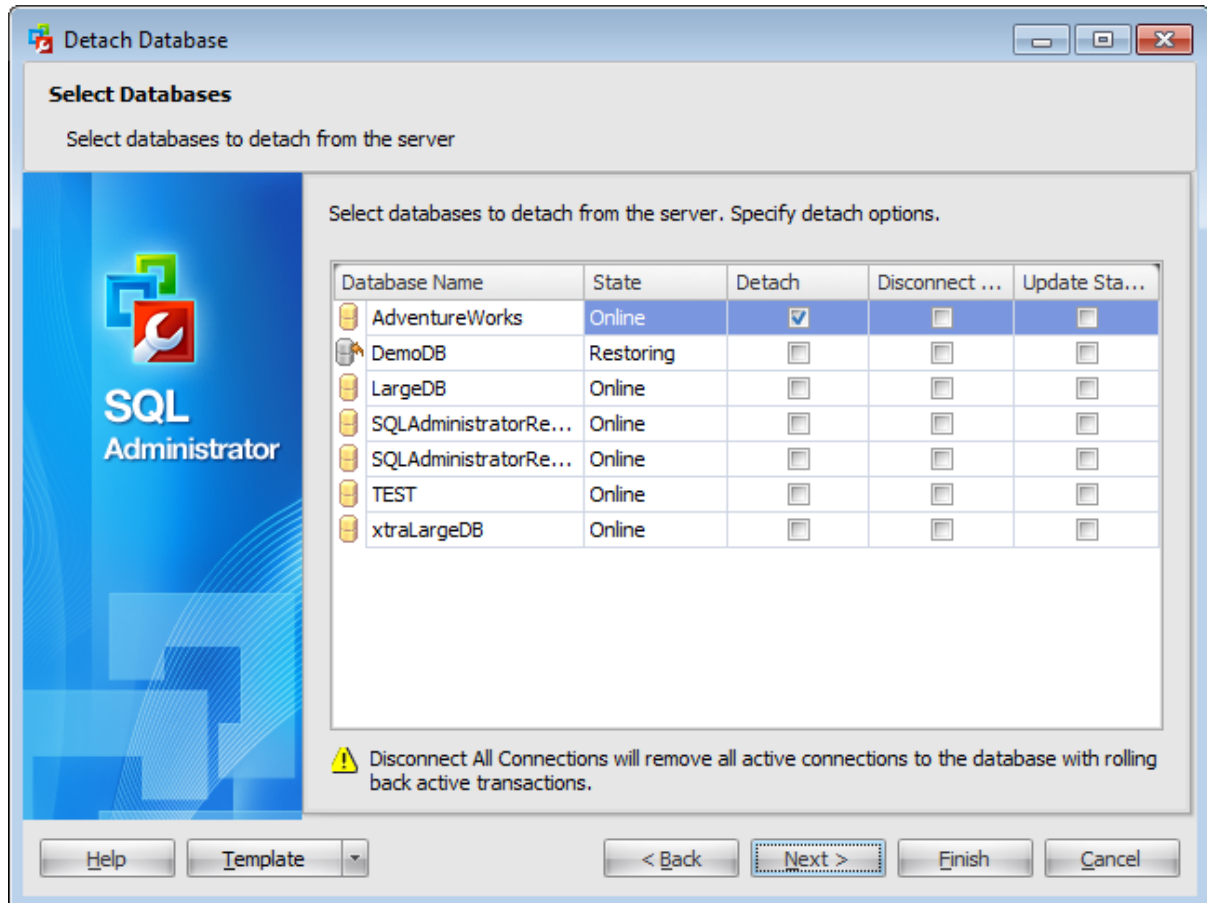 Detach Database
Select Databases
Select databases to detach from the server
SQL
Administrator
Select databases to detach from the server. Specify detach options.
Database Name State Detach Disconnect ... Update Sta...
AdventureWorks Online
DemoDB Restoring
LargeDB Online
SQLAdministratorRe... Online
SQLAdministratorRe... Online
TEST Online
xtraLargeDB Online
Disconnect All Connections will remove all active connections to the database with rolling
back active transactions.
Help Template < Back Next > Finish Cancel